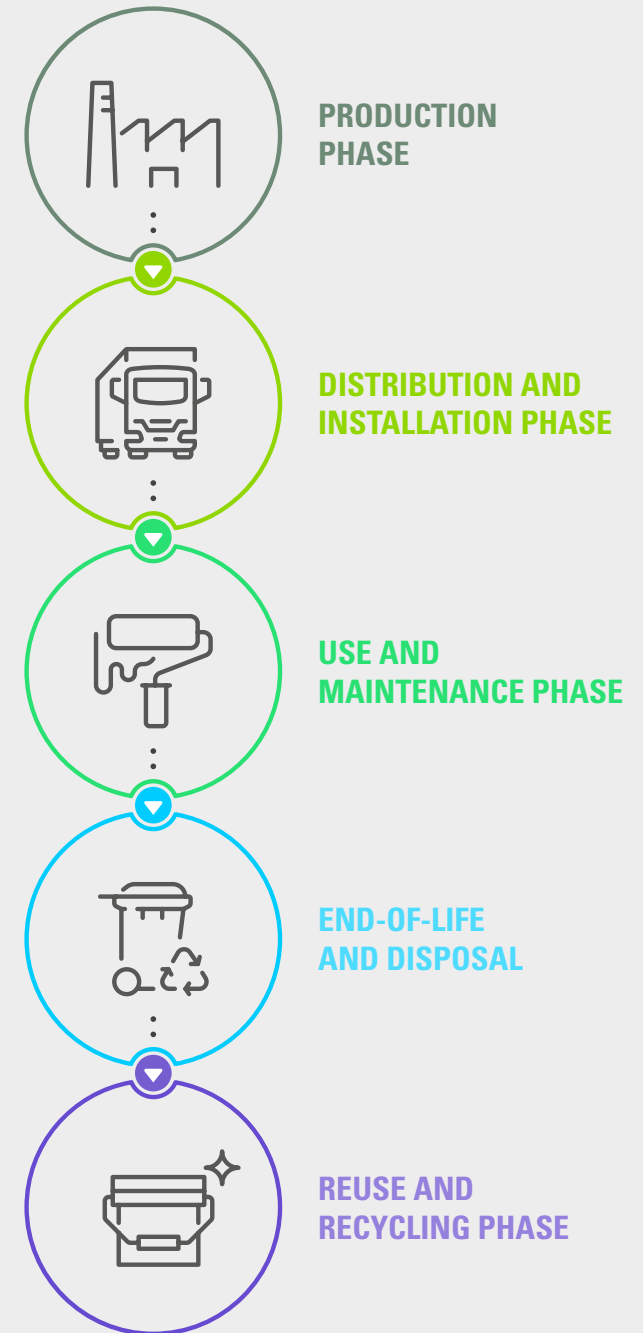 PRODUCTION
PHASE
DISTRIBUTION AND
INSTALLATION PHASE
USE AND
MAINTENANCE PHASE
END-OF-LIFE
AND DISPOSAL
REUSE AND
RECYCLING PHASE